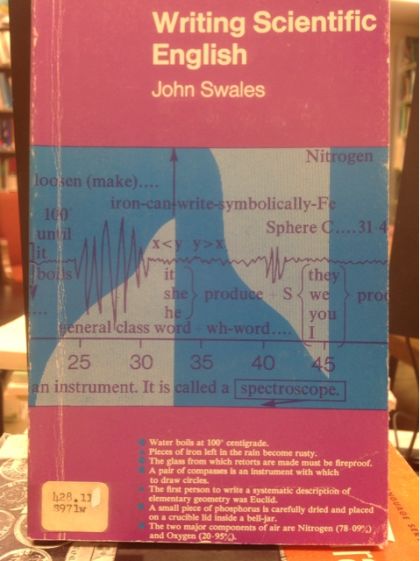 Writing Scientific
English
John Swales
Nitrogen
loosen (make)....
iron-can-write-symbolically-Fe
100°
until
it
boils
Sphere C....31 4
x<y y>x
it
she
he
produce + S
they
we
you
I
general class word + wh-word....
25 30 35 40 45
an instrument. It is called a spectroscope.
Water boils at 100° centigrade.
Pieces of iron left in the rain become rusty.
The glass from which retorts are made must be fireproof.
A pair of compasses is an instrument with which
to draw circles.
The first person to write a systematic description of
elementary geometry was Euclid.
A small piece of phosphorus is carefully dried and placed
on a crucible lid inside a bell-jar.
The two major components of air are Nitrogen (78·09%)
and Oxygen (20·95%).
428.11
S971w